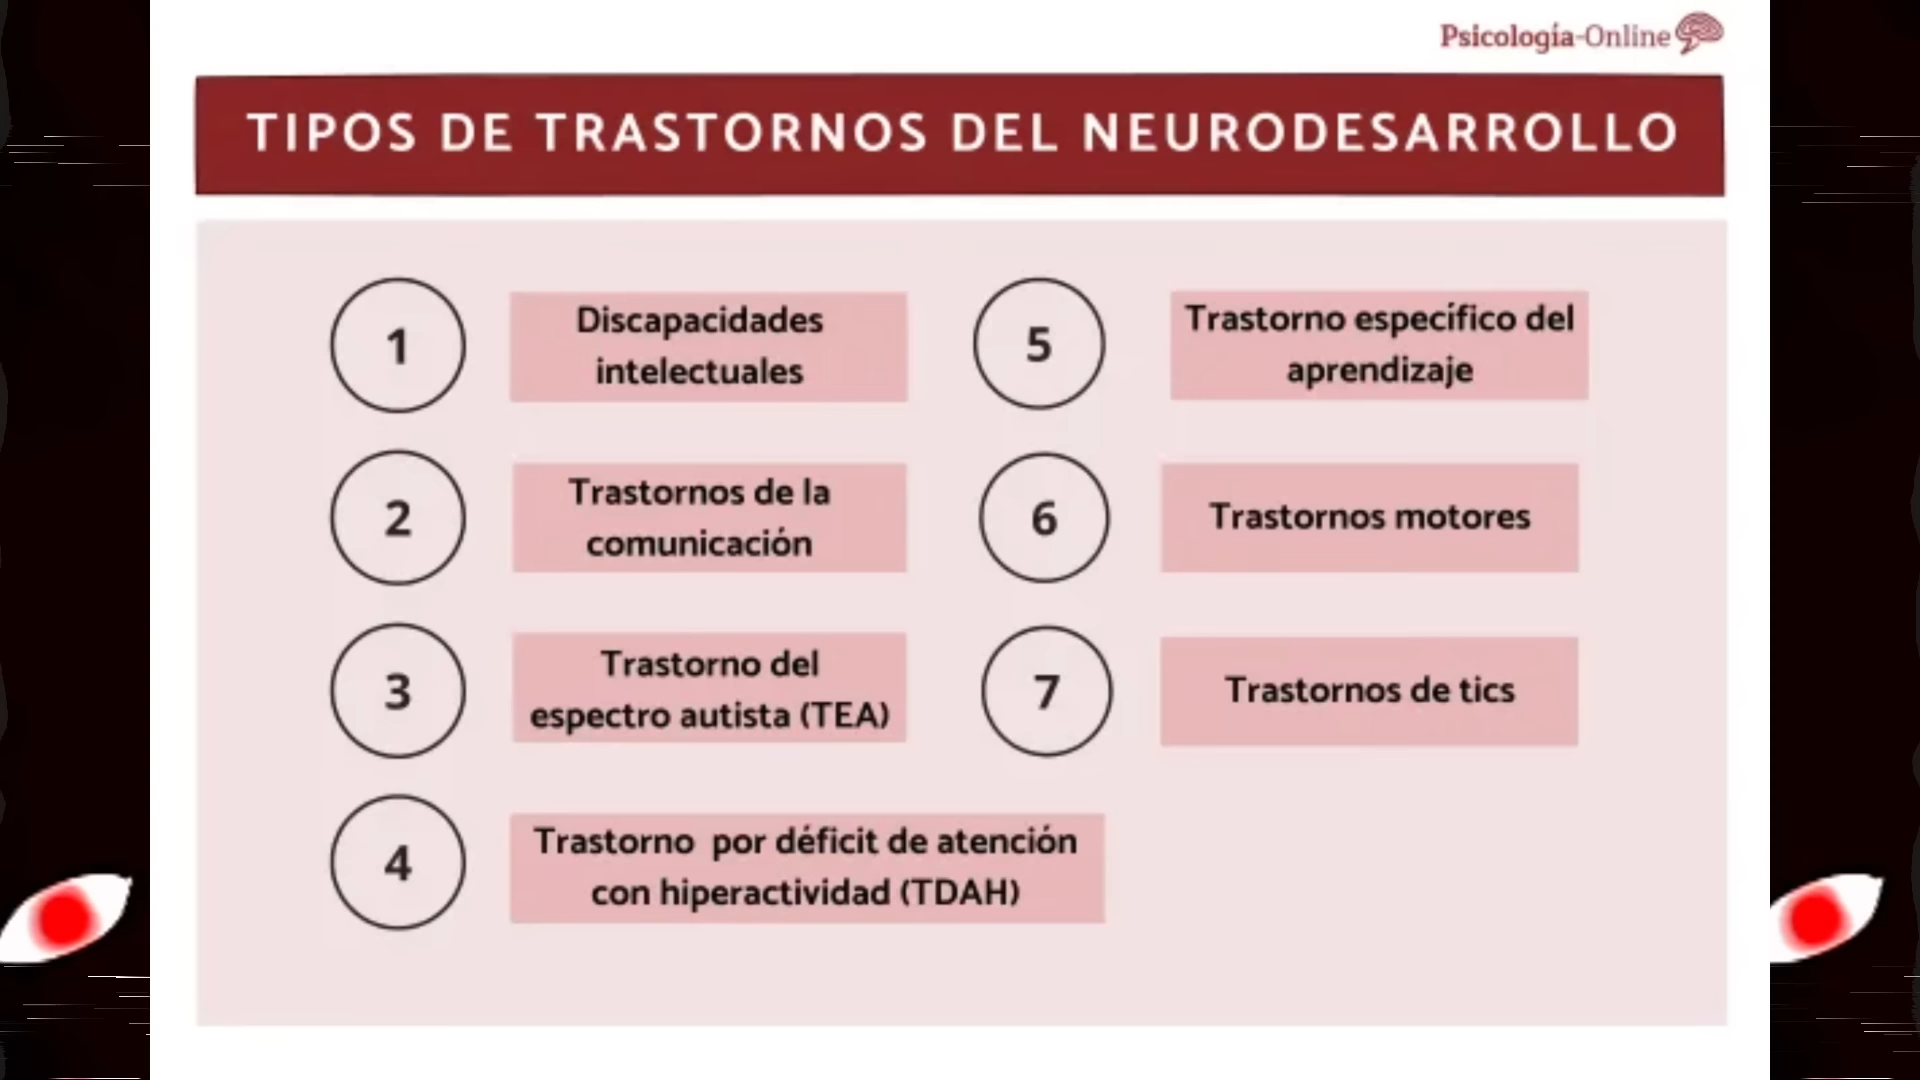 Psicología-Online
TIPOS DE TRASTORNOS DEL NEURODESARROLLO
1
Discapacidades
intelectuales
2
Trastornos de la
comunicación
3
Trastorno del
espectro autista (TEA)
4
Trastorno por déficit de atención
con hiperactividad (TDAH)
5
Trastorno específico del
aprendizaje
6
Trastornos motores
7
Trastornos de tics